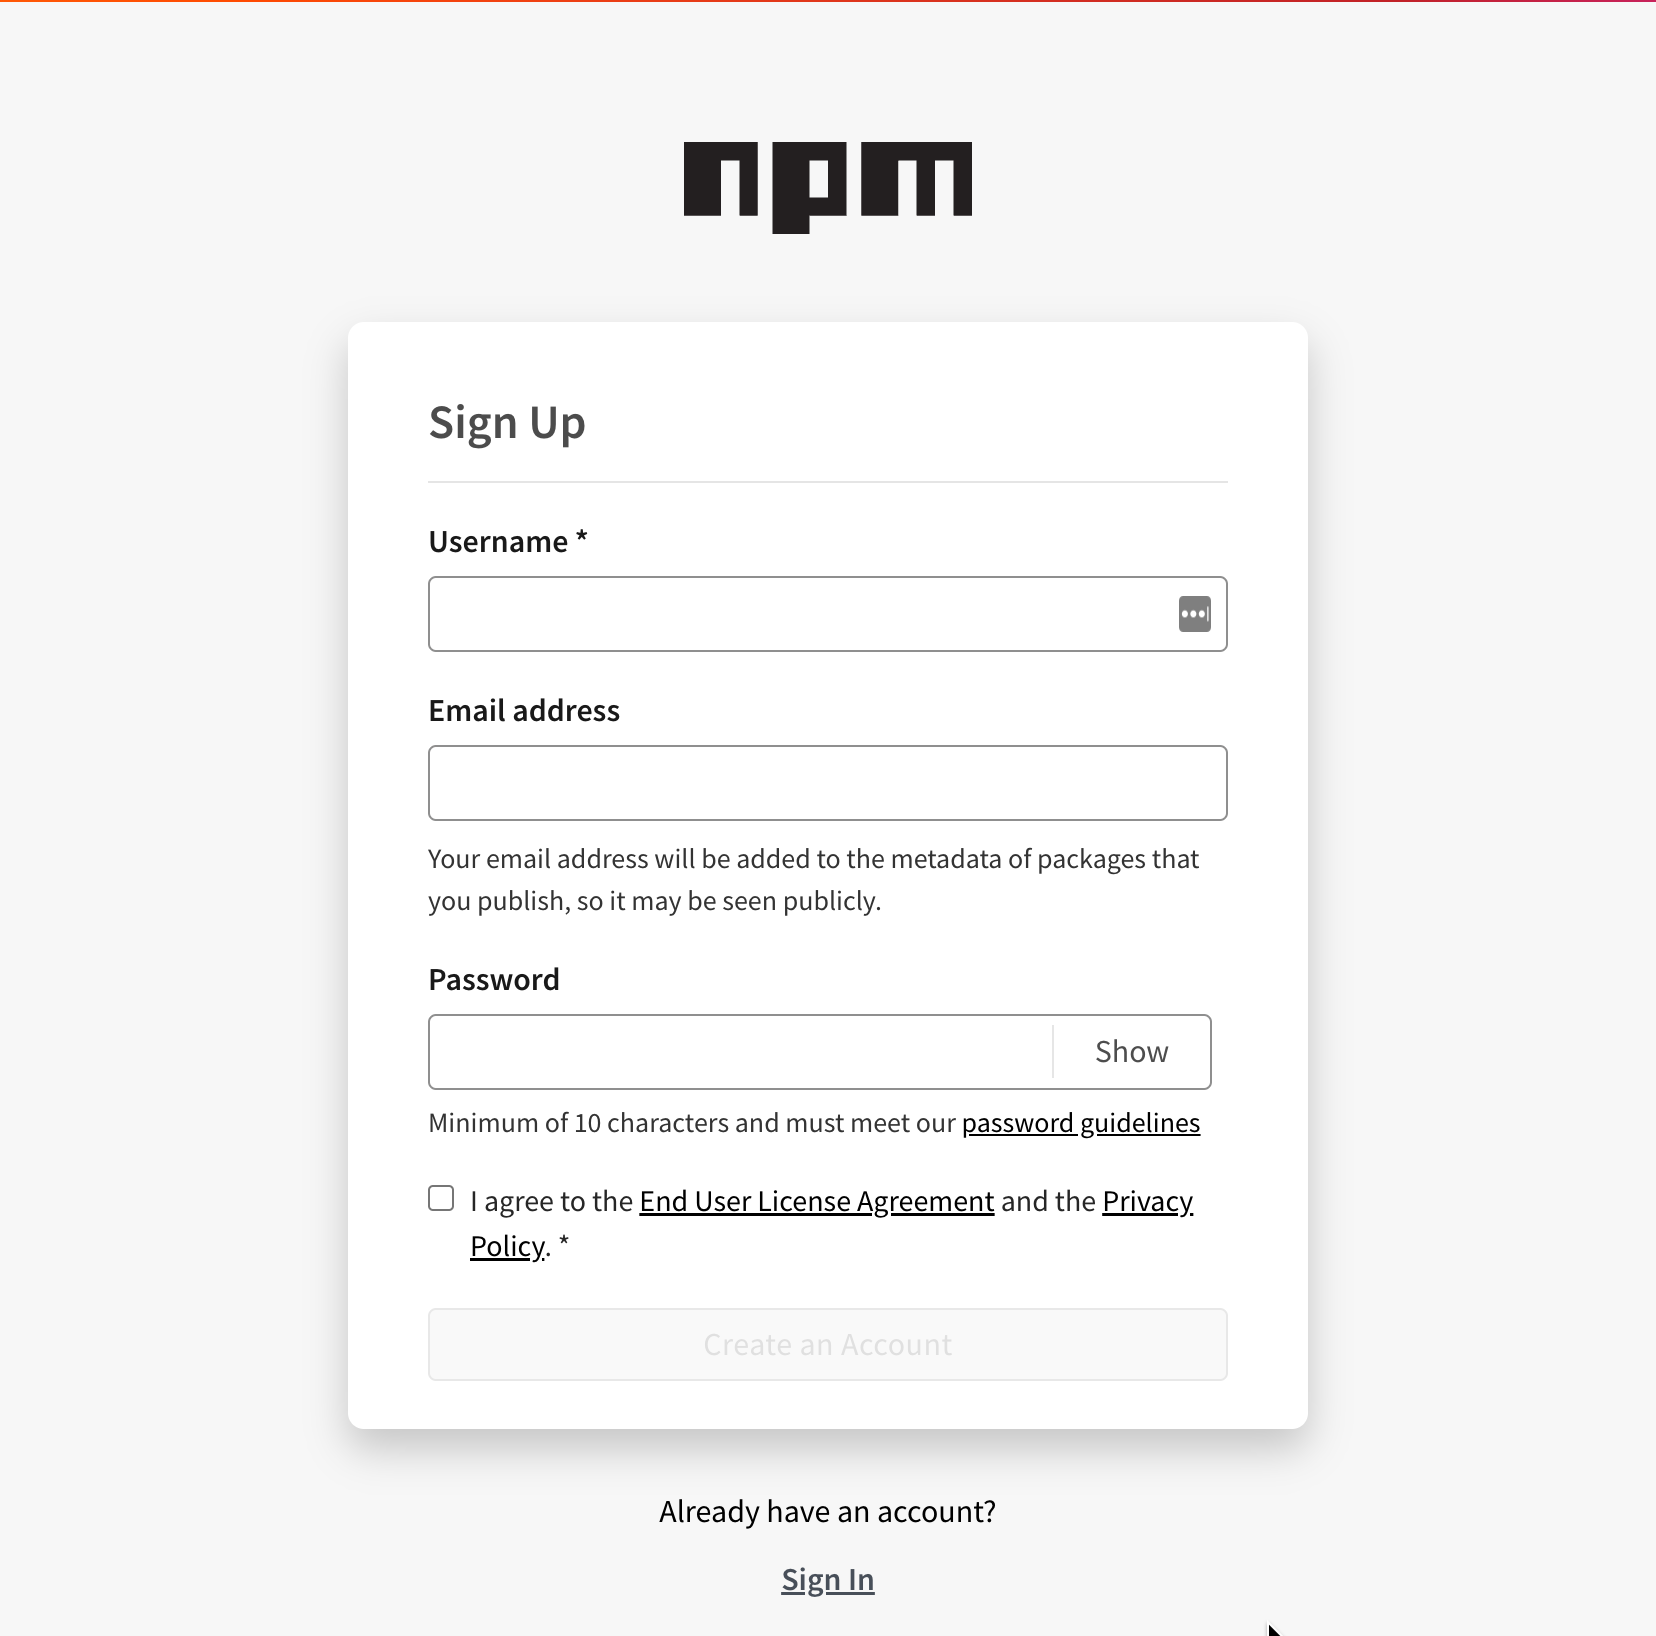 npm
Sign Up
Username *
Email address
Your email address will be added to the metadata of packages that
you publish, so it may be seen publicly.
Password
Show
Minimum of 10 characters and must meet our password guidelines
I agree to the End User License Agreement and the Privacy
Policy. *
Create an Account
Already have an account?
Sign In